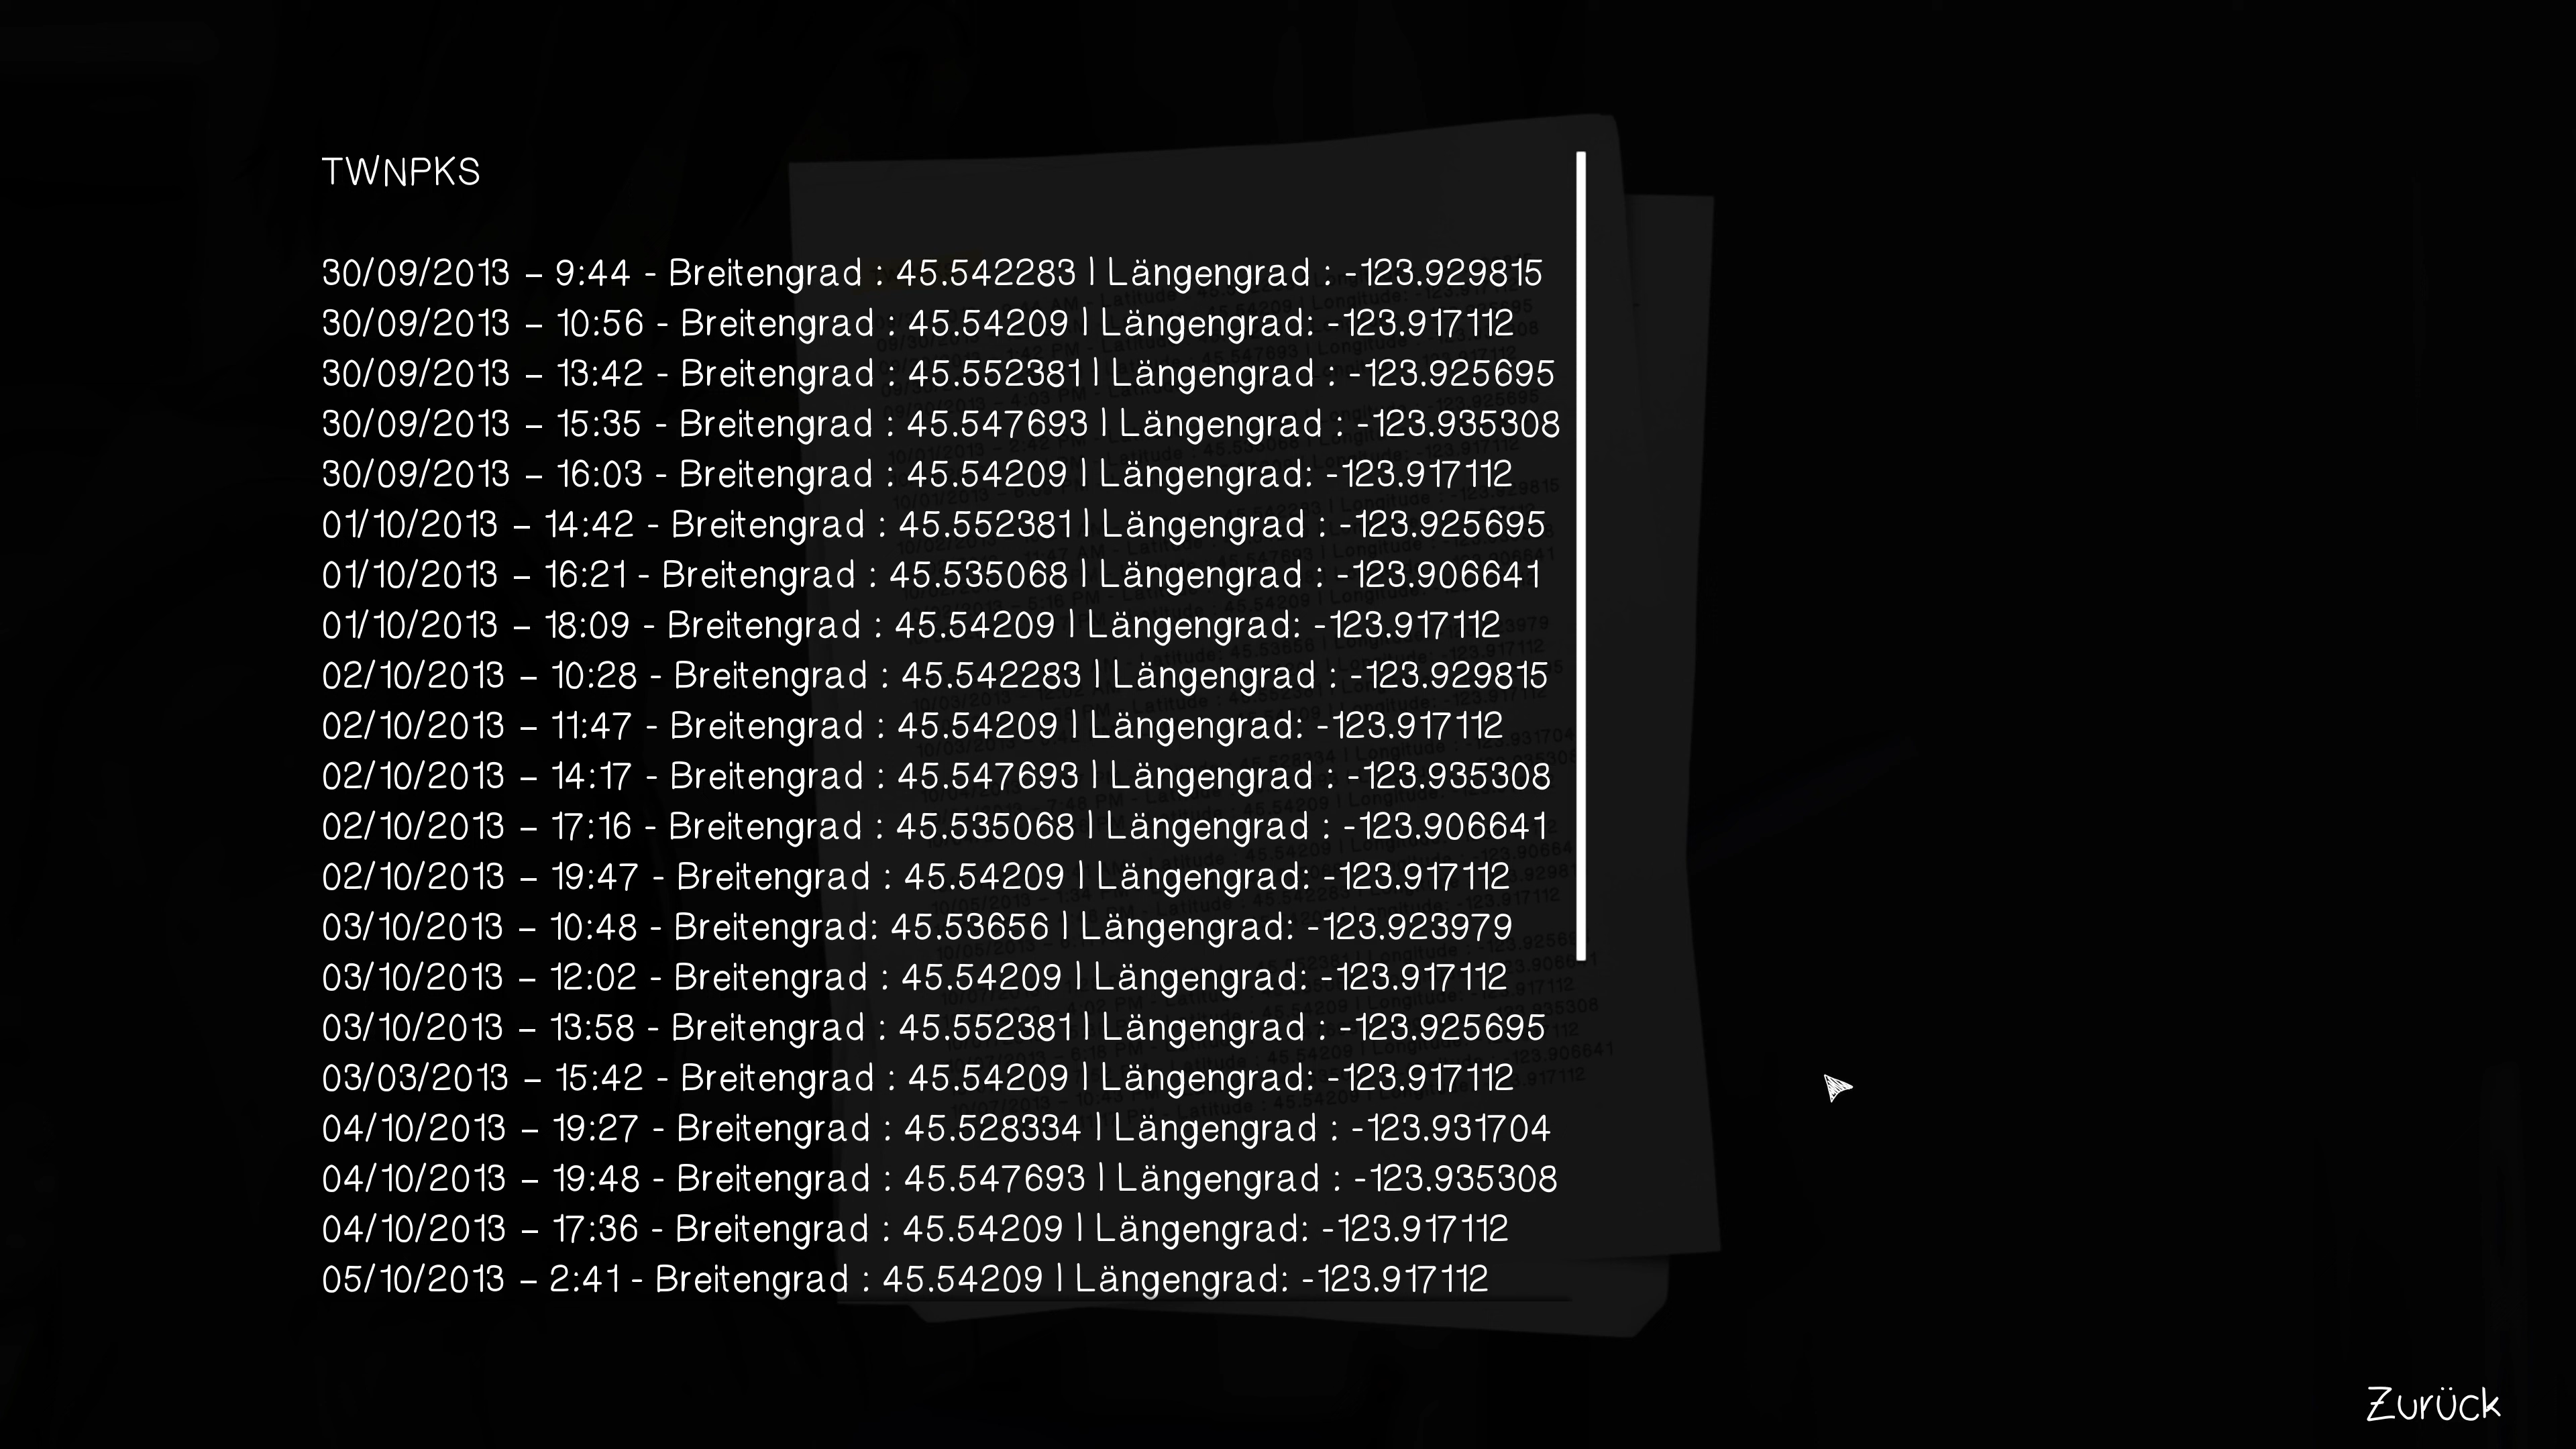 TWNPKS
30/09/2013 – 9:44 - Breitengrad : 45.542283 | Längengrad : -123.929815
30/09/2013 – 10:56 - Breitengrad : 45.54209 | Längengrad: -123.917112
30/09/2013 – 13:42 - Breitengrad : 45.552381 | Längengrad : -123.925695
30/09/2013 – 15:35 - Breitengrad : 45.547693 | Längengrad : -123.935308
30/09/2013 – 16:03 - Breitengrad : 45.54209 | Längengrad: -123.917112
01/10/2013 – 14:42 - Breitengrad : 45.552381 | Längengrad : -123.925695
01/10/2013 – 16:21 - Breitengrad : 45.535068 | Längengrad : -123.906641
01/10/2013 – 18:09 - Breitengrad : 45.54209 | Längengrad: -123.917112
02/10/2013 – 10:28 - Breitengrad : 45.542283 | Längengrad : -123.929815
02/10/2013 – 11:47 - Breitengrad : 45.54209 | Längengrad: -123.917112
02/10/2013 – 14:17 - Breitengrad : 45.547693 | Längengrad : -123.935308
02/10/2013 – 17:16 - Breitengrad : 45.535068 | Längengrad : -123.906641
02/10/2013 – 19:47 - Breitengrad : 45.54209 | Längengrad: -123.917112
03/10/2013 – 10:48 - Breitengrad: 45.53656 | Längengrad: -123.923979
03/10/2013 – 12:02 - Breitengrad : 45.54209 | Längengrad: -123.917112
03/10/2013 – 13:58 - Breitengrad : 45.552381 | Längengrad : -123.925695
03/03/2013 – 15:42 - Breitengrad : 45.54209 | Längengrad: -123.917112
04/10/2013 – 19:27 - Breitengrad : 45.528334 | Längengrad : -123.931704
04/10/2013 – 19:48 - Breitengrad : 45.547693 | Längengrad : -123.935308
04/10/2013 – 17:36 - Breitengrad : 45.54209 | Längengrad: -123.917112
05/10/2013 – 2:41 - Breitengrad : 45.54209 | Längengrad: -123.917112
Zurück